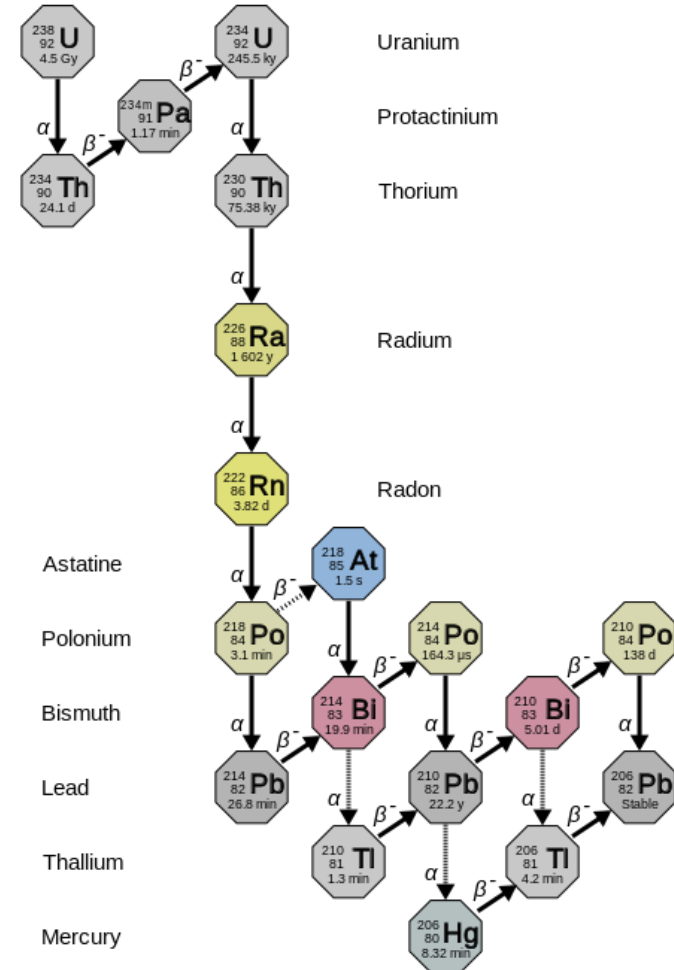 238
92 U
4.5 Gy
234
92 U
245.5 ky
Uranium
β⁻
234m
91 Pa
1.17 min
Protactinium
α
β⁻
α
234
90 Th
24.1 d
230
90 Th
75.38 ky
Thorium
α
226
88 Ra
1 602 y
Radium
α
222
86 Rn
3.82 d
Radon
Astatine
218
85 At
1.5 s
α
β⁻
Polonium
218
84 Po
3.1 min
214
84 Po
164.3 µs
210
84 Po
138 d
α
β⁻
β⁻
Bismuth
214
83 Bi
19.9 min
210
83 Bi
5.01 d
α
β⁻
α
β⁻
α
Lead
214
82 Pb
26.8 min
210
82 Pb
22.2 y
206
82 Pb
Stable
α
β⁻
α
β⁻
Thallium
210
81 Tl
1.3 min
206
81 Tl
4.2 min
α
β⁻
Mercury
206
80 Hg
8.32 min